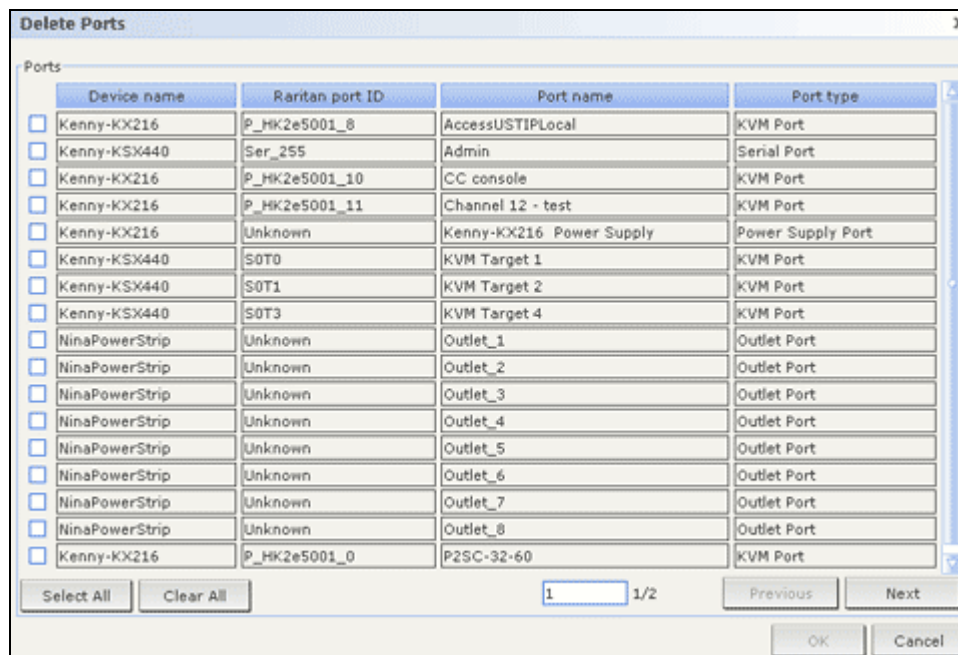 Delete Ports
Ports
Device name Raritan port ID Port name Port type
Kenny-KX216 P_HK2e5001_8 AccessUSTIPLocal KVM Port
Kenny-KSX440 Ser_255 Admin Serial Port
Kenny-KX216 P_HK2e5001_10 CC console KVM Port
Kenny-KX216 P_HK2e5001_11 Channel 12 - test KVM Port
Kenny-KX216 Unknown Kenny-KX216 Power Supply Power Supply Port
Kenny-KSX440 S0T0 KVM Target 1 KVM Port
Kenny-KSX440 S0T1 KVM Target 2 KVM Port
Kenny-KSX440 S0T3 KVM Target 4 KVM Port
NinaPowerStrip Unknown Outlet_1 Outlet Port
NinaPowerStrip Unknown Outlet_2 Outlet Port
NinaPowerStrip Unknown Outlet_3 Outlet Port
NinaPowerStrip Unknown Outlet_4 Outlet Port
NinaPowerStrip Unknown Outlet_5 Outlet Port
NinaPowerStrip Unknown Outlet_6 Outlet Port
NinaPowerStrip Unknown Outlet_7 Outlet Port
NinaPowerStrip Unknown Outlet_8 Outlet Port
Kenny-KX216 P_HK2e5001_0 P2SC-32-60 KVM Port
Select All Clear All 1 1/2 Previous Next
OK Cancel